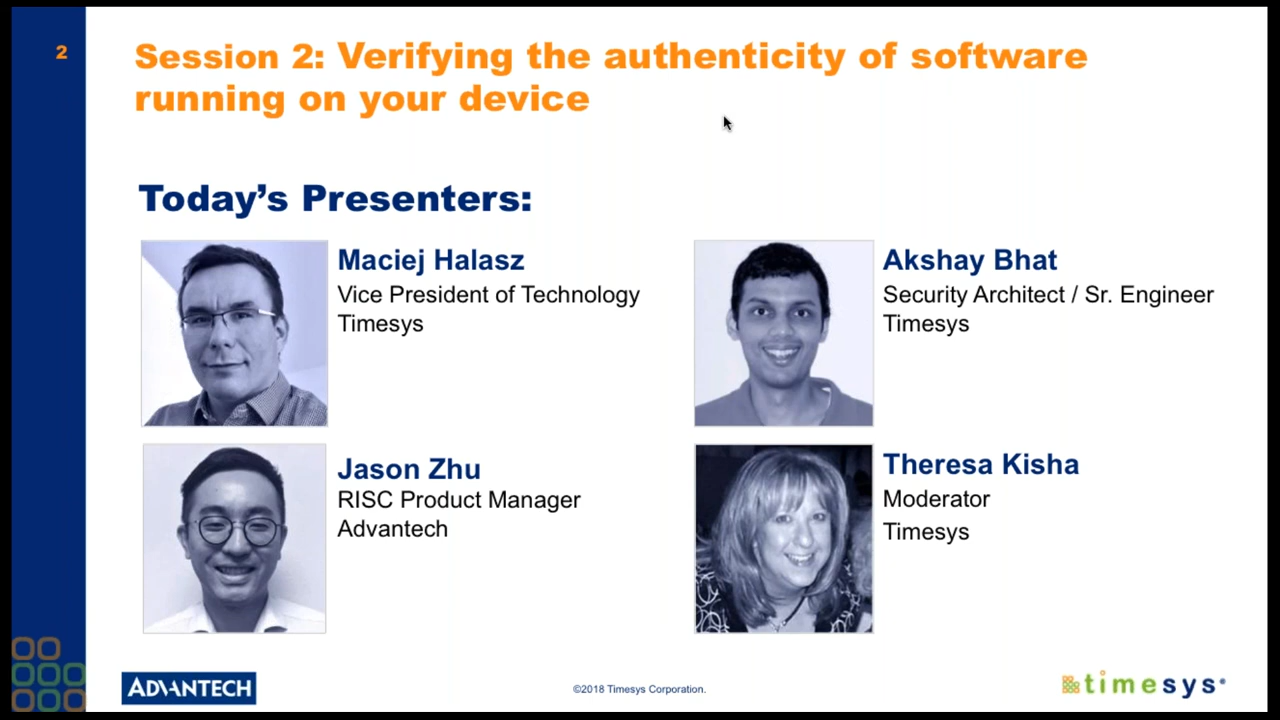 2
Session 2: Verifying the authenticity of software
running on your device
Today's Presenters:
Maciej Halasz
Vice President of Technology
Timesys
Akshay Bhat
Security Architect / Sr. Engineer
Timesys
Jason Zhu
RISC Product Manager
Advantech
Theresa Kisha
Moderator
Timesys
ADVANTECH
©2018 Timesys Corporation.
timesys